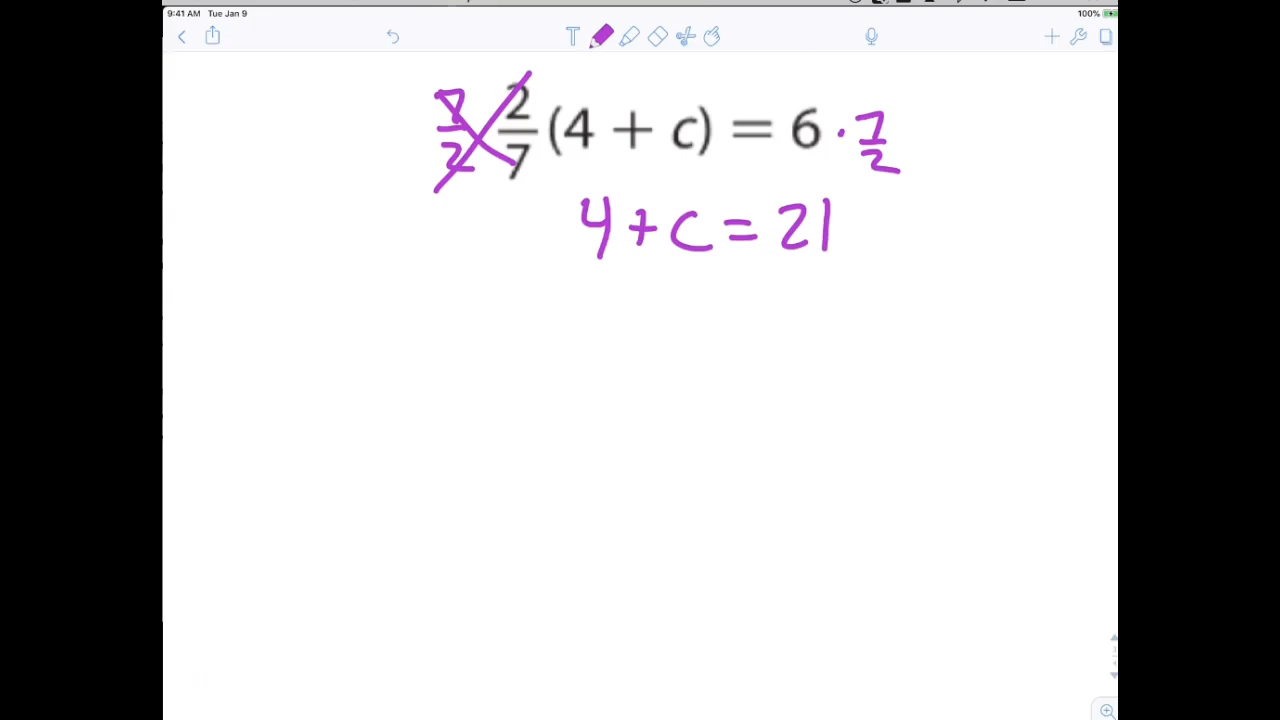 9:41 AM Tue Jan 9 100%
T
7/2 · 2/7 (4 + c) = 6 · 7/2
4 + c = 21